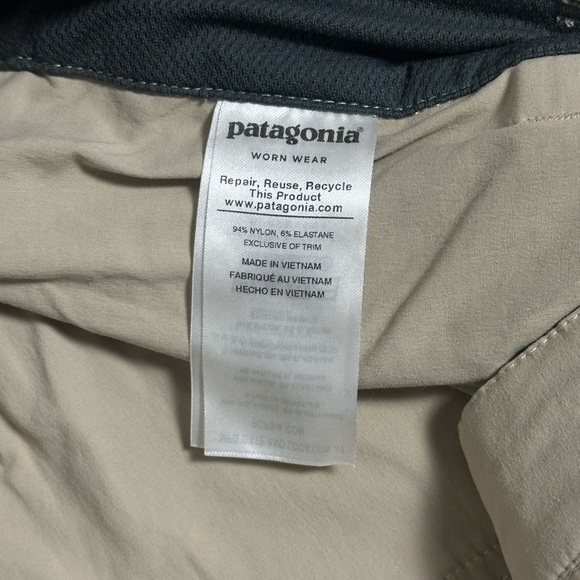 patagonia®
WORN WEAR
Repair, Reuse, Recycle
This Product
www.patagonia.com
94% NYLON, 6% ELASTANE
EXCLUSIVE OF TRIM
MADE IN VIETNAM
FABRIQUÉ AU VIETNAM
HECHO EN VIETNAM